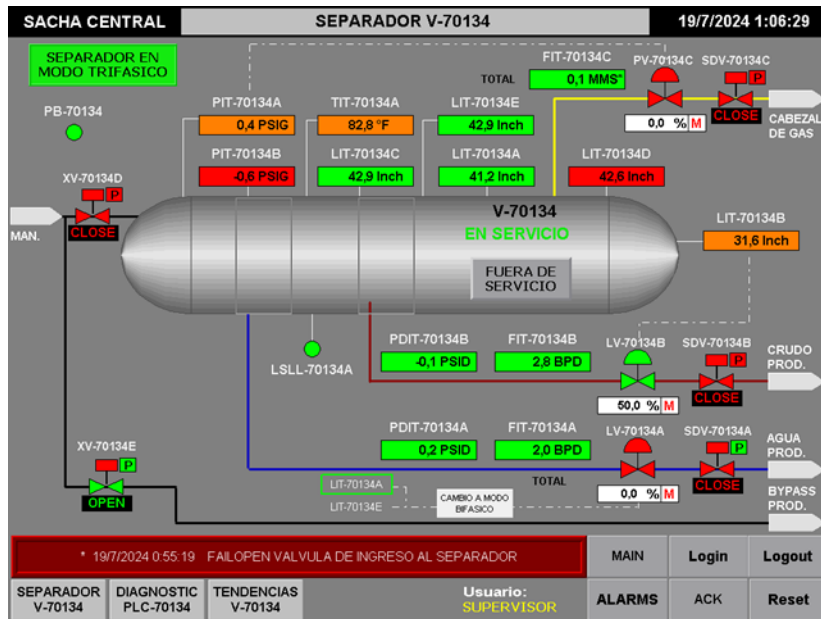 SACHA CENTRAL
SEPARADOR V-70134
19/7/2024 1:06:29
SEPARADOR EN
MODO TRIFASICO
FIT-70134C
TOTAL
0,1 MMS*
PV-70134C
SDV-70134C
P
CLOSE
0,0 % M
CABEZAL
DE GAS
PB-70134
PIT-70134A
0,4 PSIG
TIT-70134A
82,8 °F
LIT-70134E
42,9 Inch
PIT-70134B
-0,6 PSIG
LIT-70134C
42,9 Inch
LIT-70134A
41,2 Inch
LIT-70134D
42,6 Inch
XV-70134D
P
CLOSE
MAN.
V-70134
EN SERVICIO
FUERA DE
SERVICIO
LIT-70134B
31,6 Inch
LSLL-70134A
PDIT-70134B
-0,1 PSID
FIT-70134B
2,8 BPD
LV-70134B
50,0 % M
SDV-70134B
P
CLOSE
CRUDO
PROD.
PDIT-70134A
0,2 PSID
FIT-70134A
2,0 BPD
TOTAL
LV-70134A
0,0 % M
SDV-70134A
P
CLOSE
AGUA
PROD.
XV-70134E
P
OPEN
LIT-70134A
LIT-70134E
CAMBIO A MODO
BIFASICO
BYPASS
PROD.
* 19/7/2024 0:55:19 FAILOPEN VALVULA DE INGRESO AL SEPARADOR
MAIN
Login
Logout
SEPARADOR
V-70134
DIAGNOSTIC
PLC-70134
TENDENCIAS
V-70134
Usuario:
SUPERVISOR
ALARMS
ACK
Reset